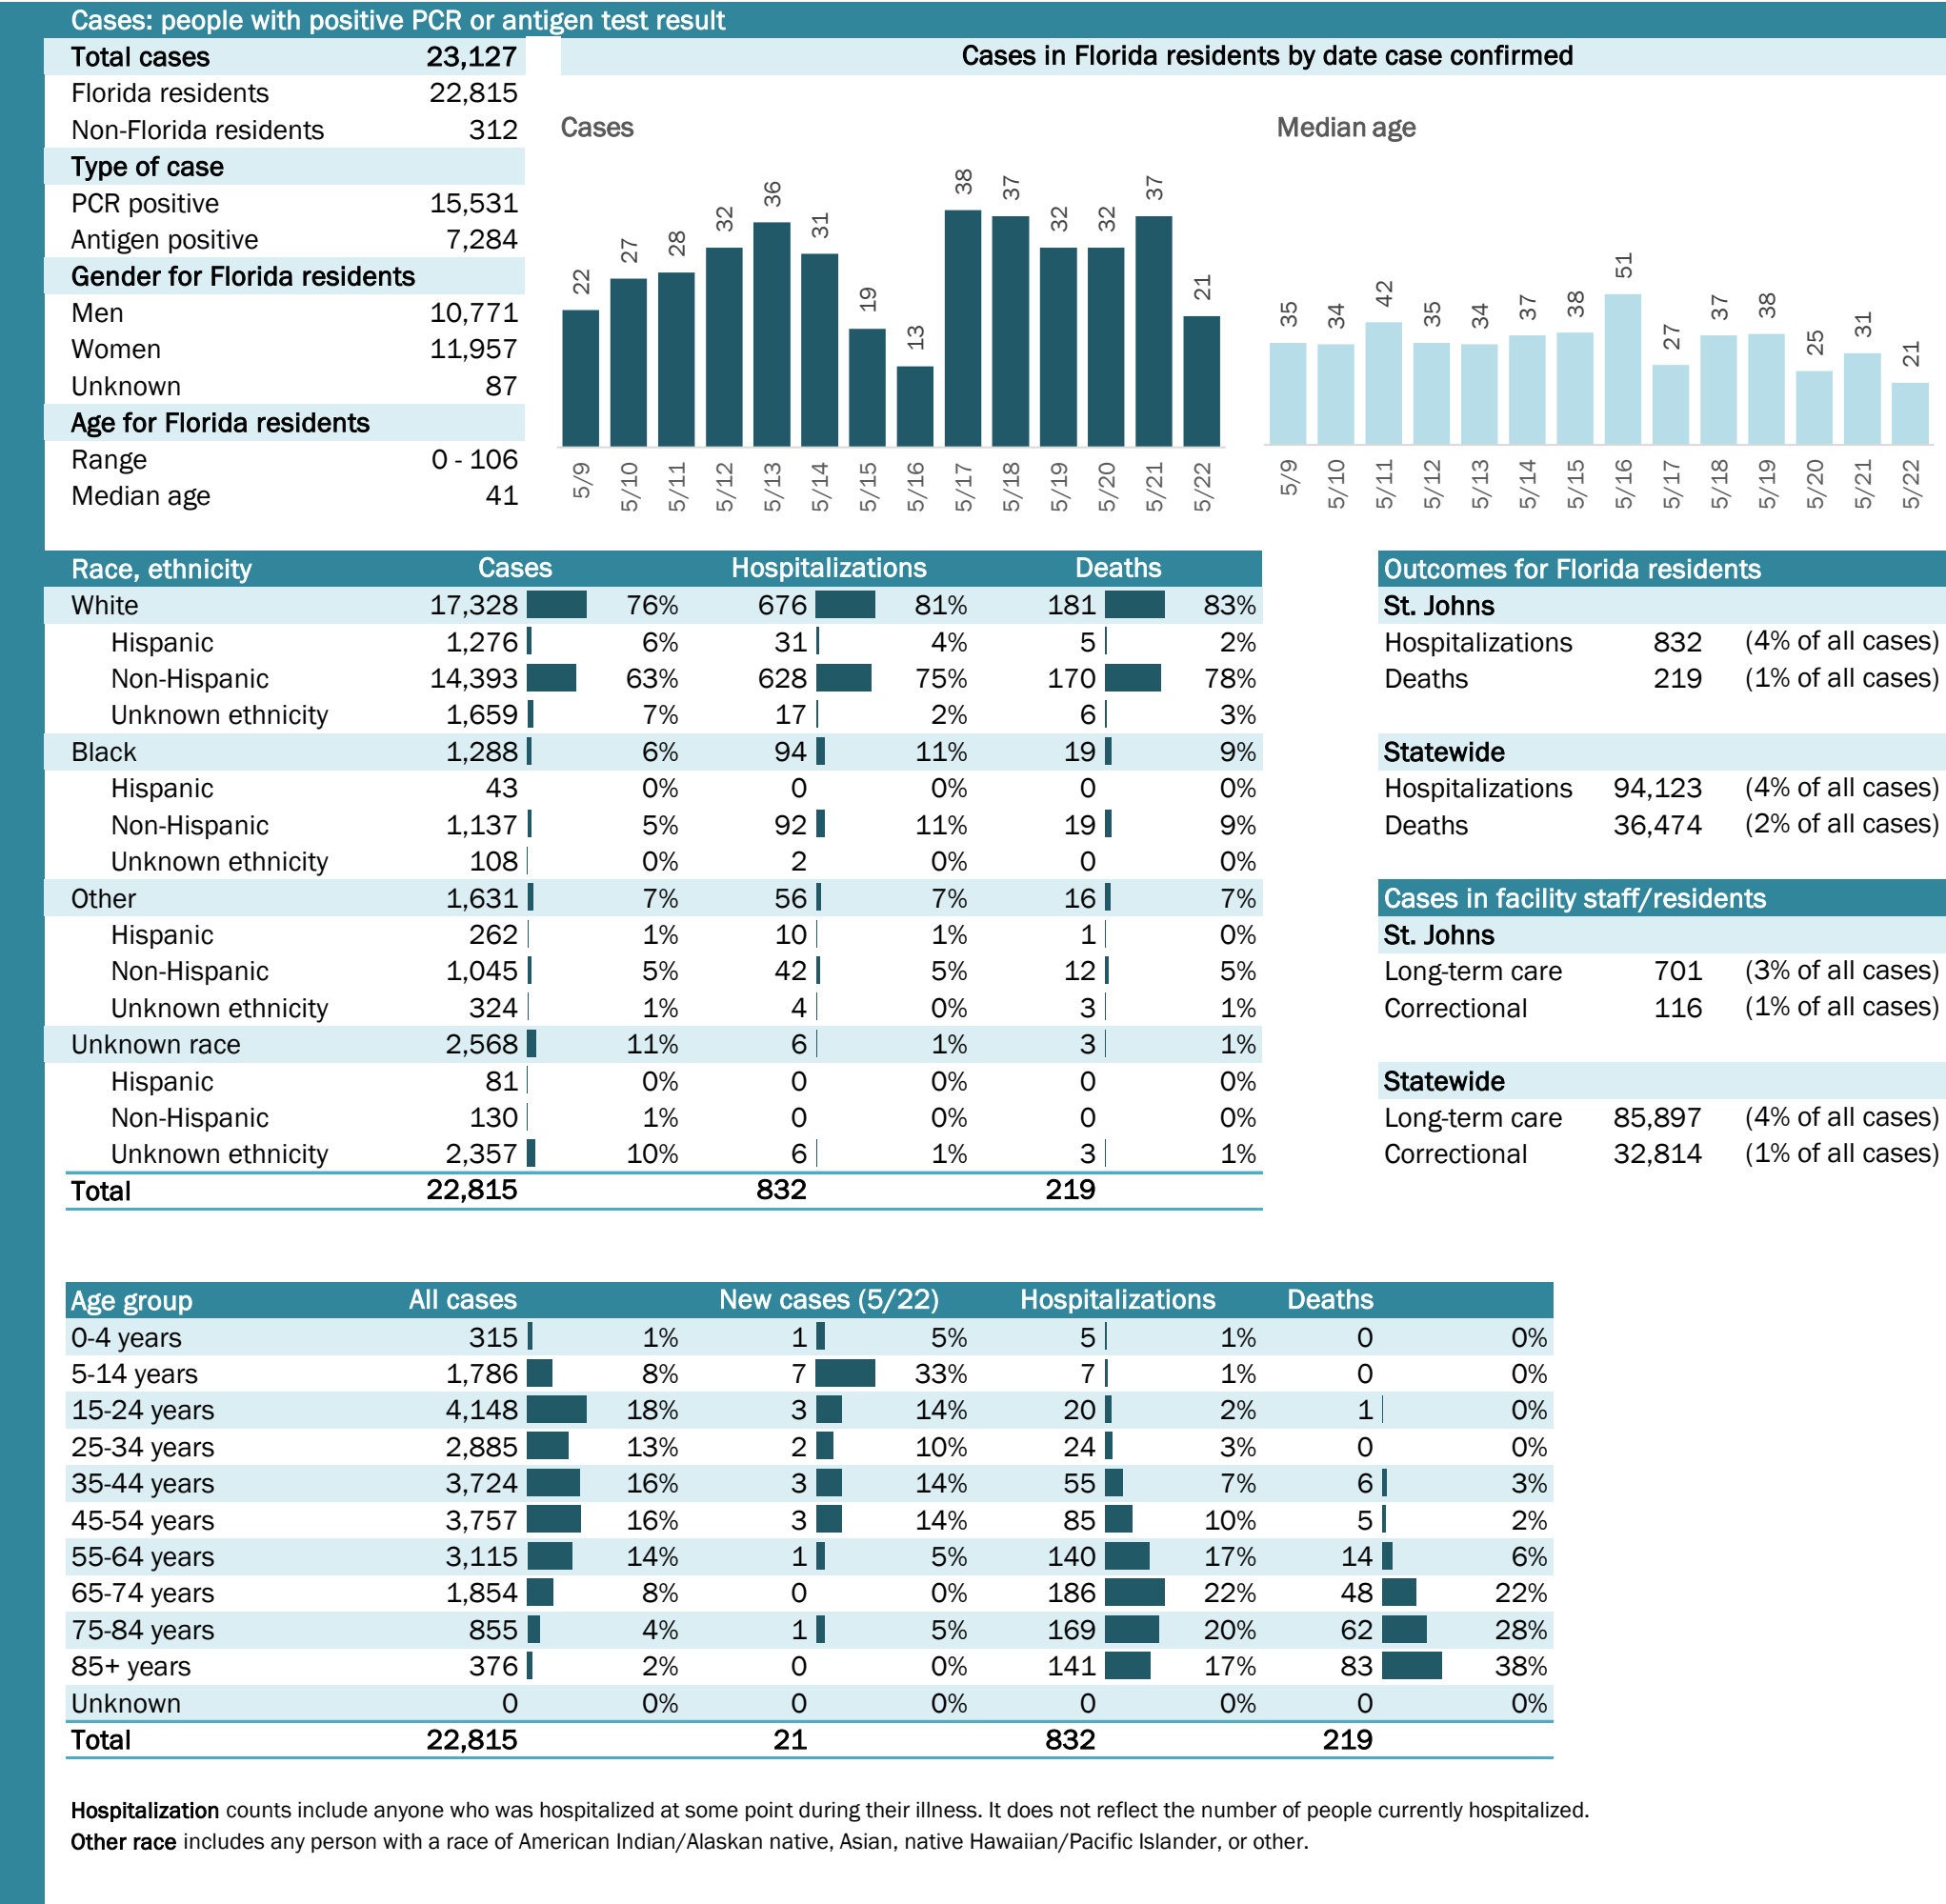 Cases: people with positive PCR or antigen test result
Total cases 23,127
Florida residents 22,815
Non-Florida residents 312
Type of case
PCR positive 15,531
Antigen positive 7,284
Gender for Florida residents
Men 10,771
Women 11,957
Unknown 87
Age for Florida residents
Range 0 - 106
Median age 41
Cases in Florida residents by date case confirmed
Cases
22 27 28 32 36 31 19 13 38 37 32 32 37 21
5/9 5/10 5/11 5/12 5/13 5/14 5/15 5/16 5/17 5/18 5/19 5/20 5/21 5/22
Median age
35 34 42 35 34 37 38 51 27 37 38 25 31 21
5/9 5/10 5/11 5/12 5/13 5/14 5/15 5/16 5/17 5/18 5/19 5/20 5/21 5/22
Race, ethnicity Cases Hospitalizations Deaths
White 17,328 76% 676 81% 181 83%
Hispanic 1,276 6% 31 4% 5 2%
Non-Hispanic 14,393 63% 628 75% 170 78%
Unknown ethnicity 1,659 7% 17 2% 6 3%
Black 1,288 6% 94 11% 19 9%
Hispanic 43 0% 0 0% 0 0%
Non-Hispanic 1,137 5% 92 11% 19 9%
Unknown ethnicity 108 0% 2 0% 0 0%
Other 1,631 7% 56 7% 16 7%
Hispanic 262 1% 10 1% 1 0%
Non-Hispanic 1,045 5% 42 5% 12 5%
Unknown ethnicity 324 1% 4 0% 3 1%
Unknown race 2,568 11% 6 1% 3 1%
Hispanic 81 0% 0 0% 0 0%
Non-Hispanic 130 1% 0 0% 0 0%
Unknown ethnicity 2,357 10% 6 1% 3 1%
Total 22,815 832 219
Outcomes for Florida residents
St. Johns
Hospitalizations 832 (4% of all cases)
Deaths 219 (1% of all cases)
Statewide
Hospitalizations 94,123 (4% of all cases)
Deaths 36,474 (2% of all cases)
Cases in facility staff/residents
St. Johns
Long-term care 701 (3% of all cases)
Correctional 116 (1% of all cases)
Statewide
Long-term care 85,897 (4% of all cases)
Correctional 32,814 (1% of all cases)
Age group All cases New cases (5/22) Hospitalizations Deaths
0-4 years 315 1% 1 5% 5 1% 0 0%
5-14 years 1,786 8% 7 33% 7 1% 0 0%
15-24 years 4,148 18% 3 14% 20 2% 1 0%
25-34 years 2,885 13% 2 10% 24 3% 0 0%
35-44 years 3,724 16% 3 14% 55 7% 6 3%
45-54 years 3,757 16% 3 14% 85 10% 5 2%
55-64 years 3,115 14% 1 5% 140 17% 14 6%
65-74 years 1,854 8% 0 0% 186 22% 48 22%
75-84 years 855 4% 1 5% 169 20% 62 28%
85+ years 376 2% 0 0% 141 17% 83 38%
Unknown 0 0% 0 0% 0 0% 0 0%
Total 22,815 21 832 219
Hospitalization counts include anyone who was hospitalized at some point during their illness. It does not reflect the number of people currently hospitalized.
Other race includes any person with a race of American Indian/Alaskan native, Asian, native Hawaiian/Pacific Islander, or other.